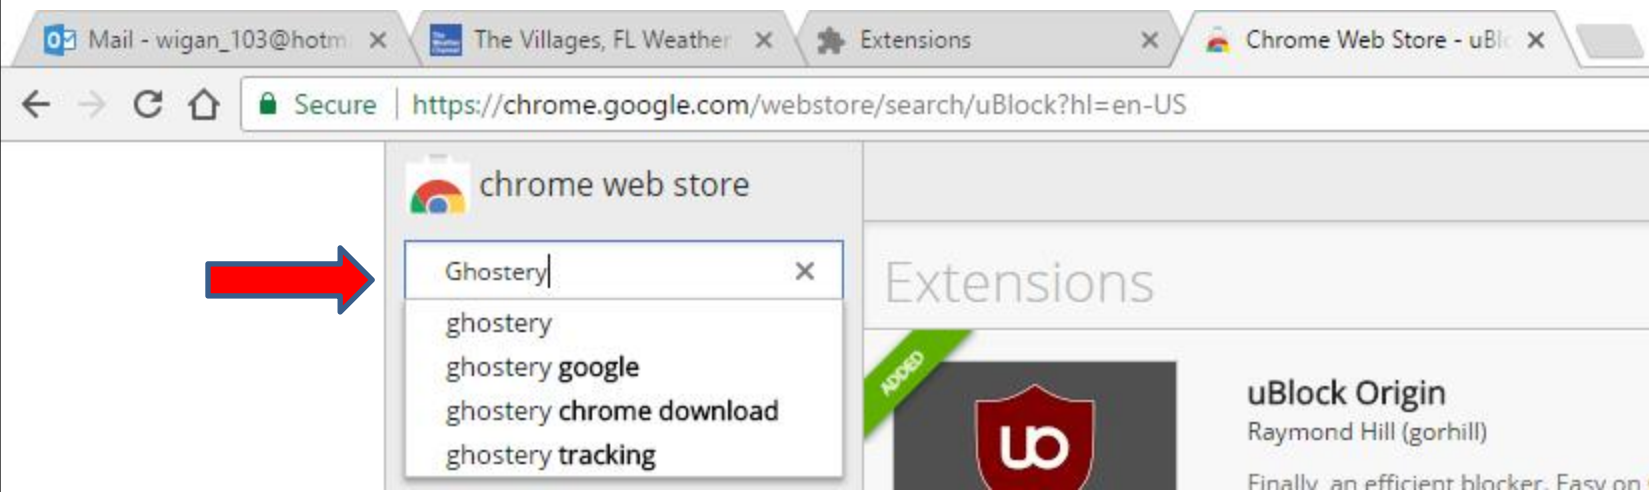 Mail - wigan_103@hotm
The Villages, FL Weather
Extensions
Chrome Web Store - uBl
Secure
https://chrome.google.com/webstore/search/uBlock?hl=en-US
chrome web store
Ghostery
ghostery
ghostery google
ghostery chrome download
ghostery tracking
Extensions
ADDED
uBlock Origin
Raymond Hill (gorhill)
Finally, an efficient blocker. Easy on